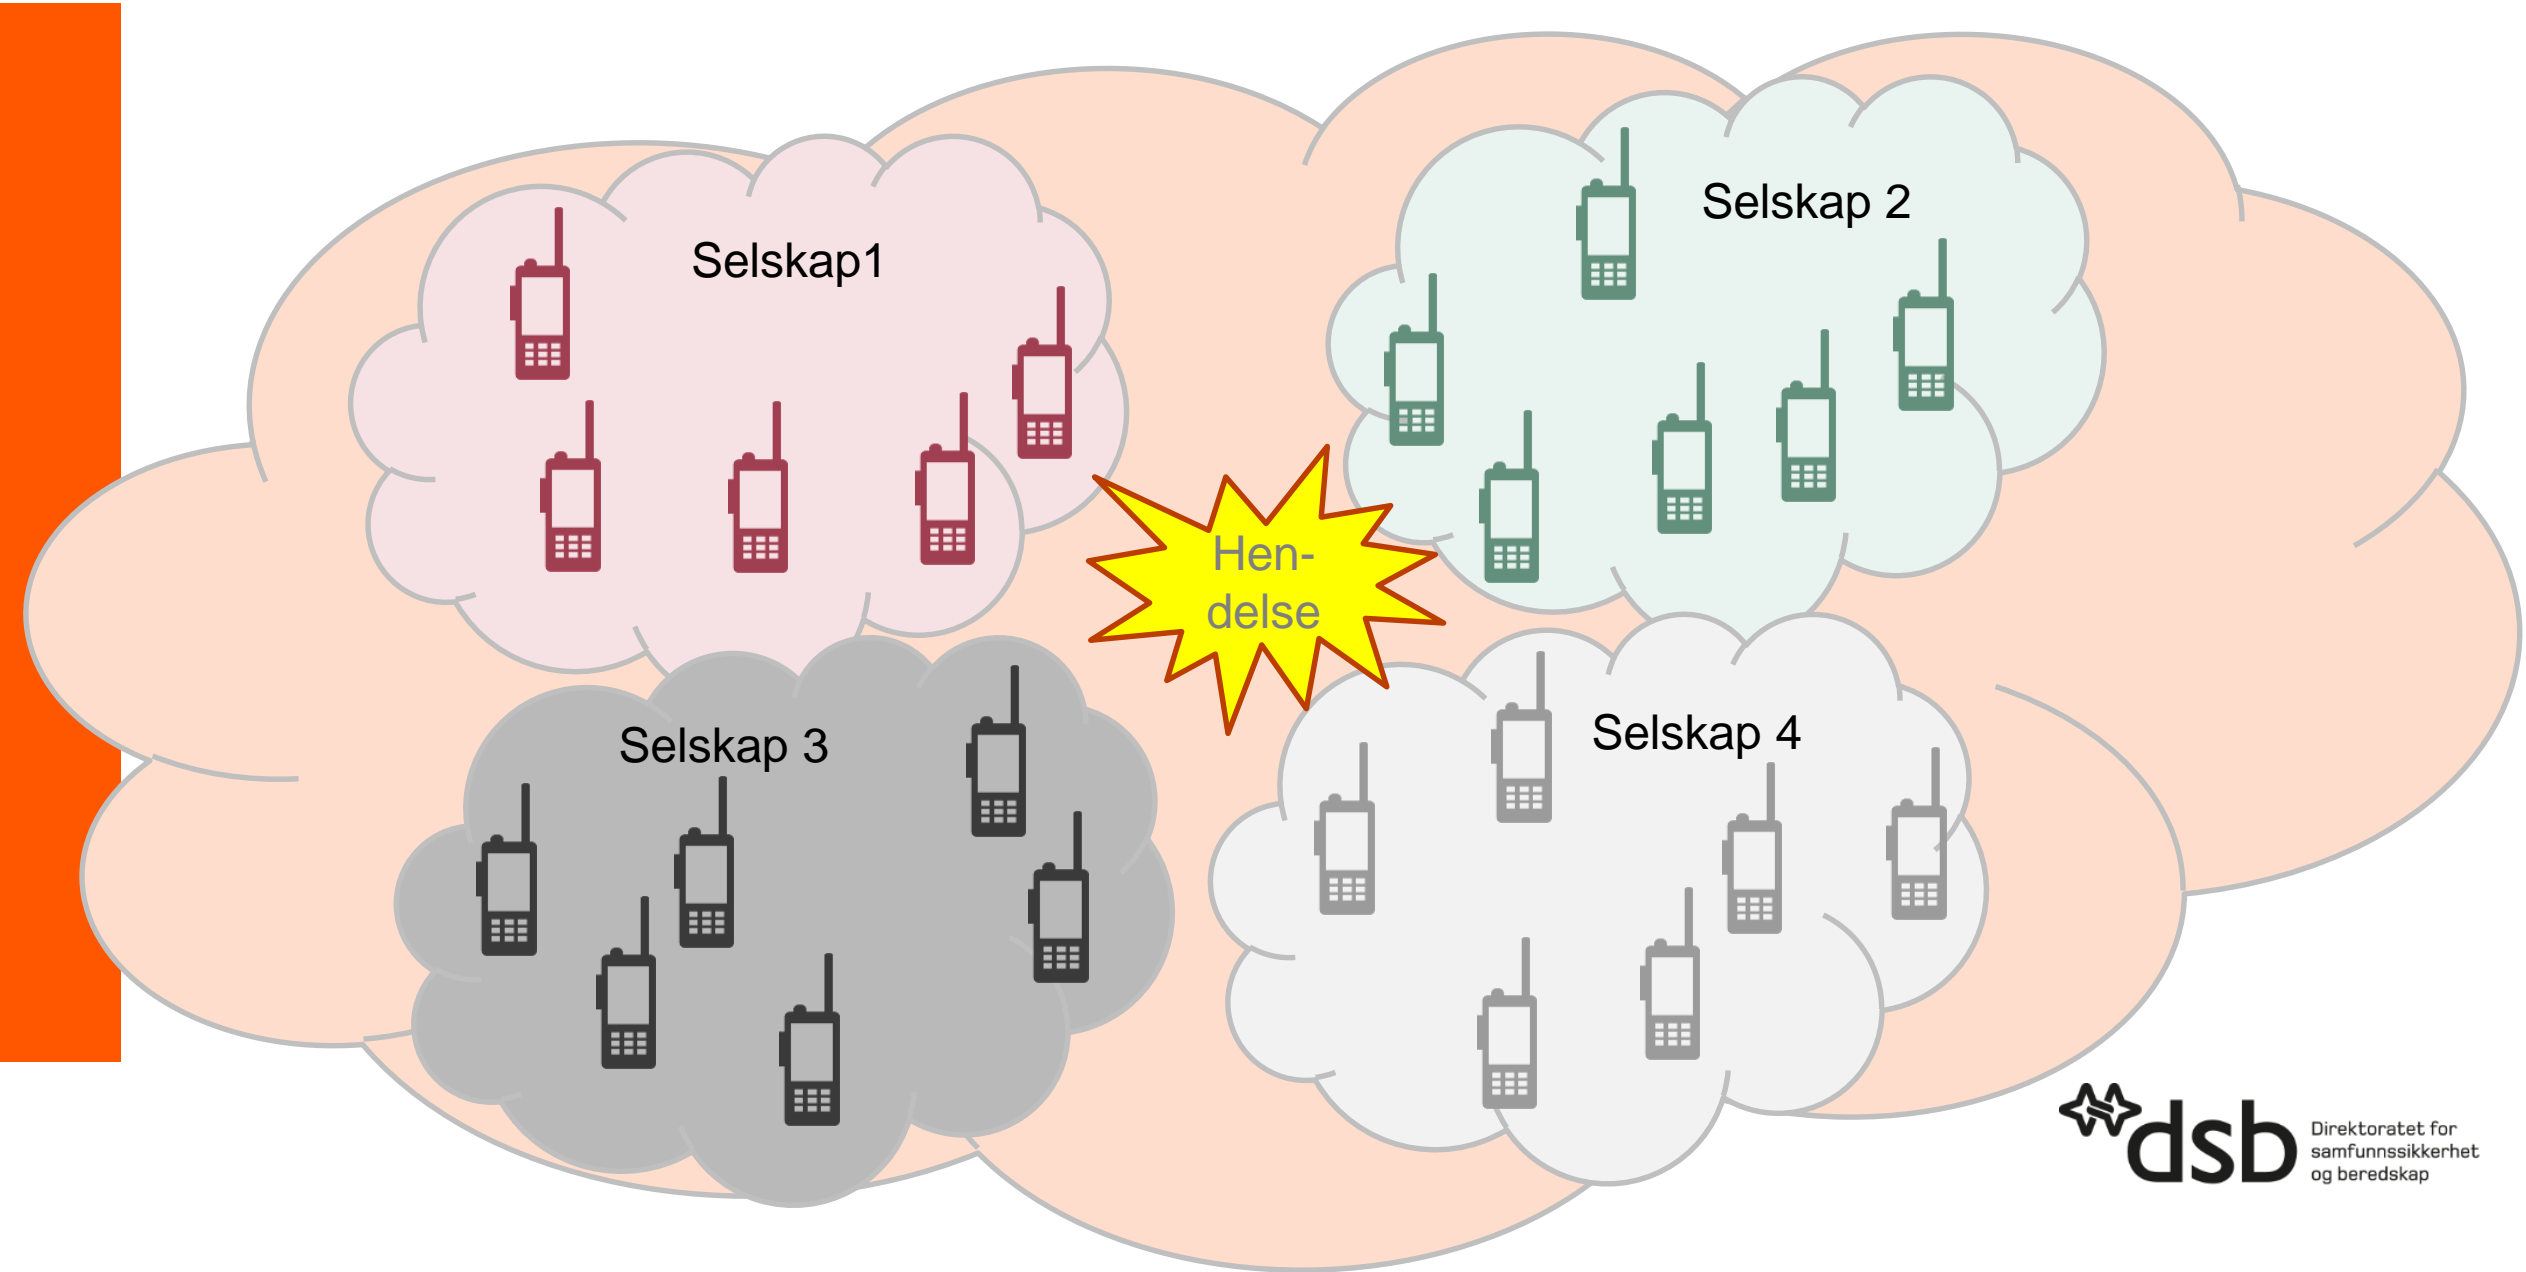 Selskap1
Selskap 2
Hen-
delse
Selskap 3
Selskap 4
dsb
Direktoratet for
samfunnssikkerhet
og beredskap